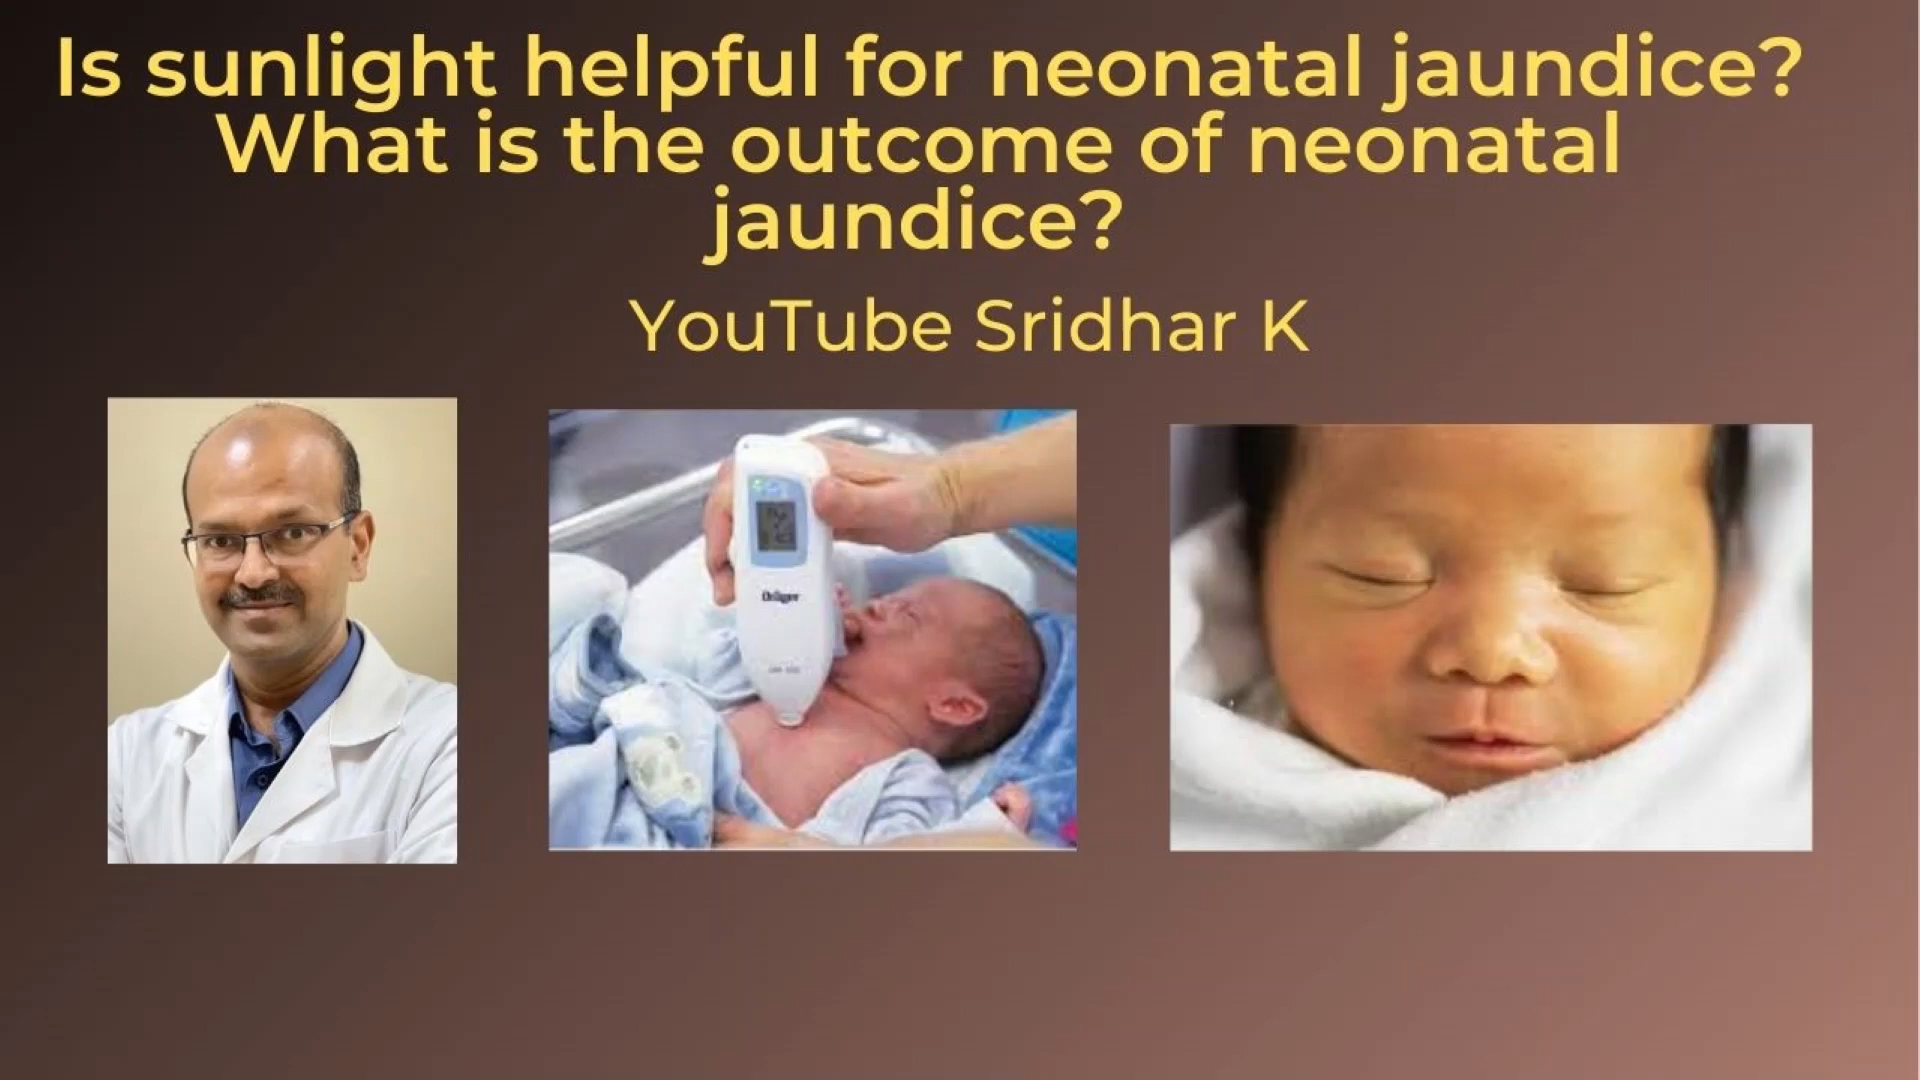 Is sunlight helpful for neonatal jaundice?
What is the outcome of neonatal
jaundice?
YouTube Sridhar K
Dräger